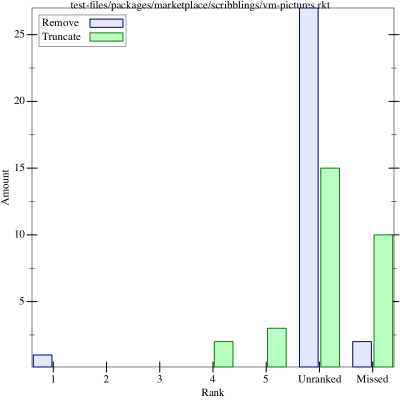 test-files/packages/marketplace/scribblings/vm-pictures.rkt
Remove
Truncate
25
20
15
10
5
Amount
1 2 3 4 5 Unranked Missed
Rank